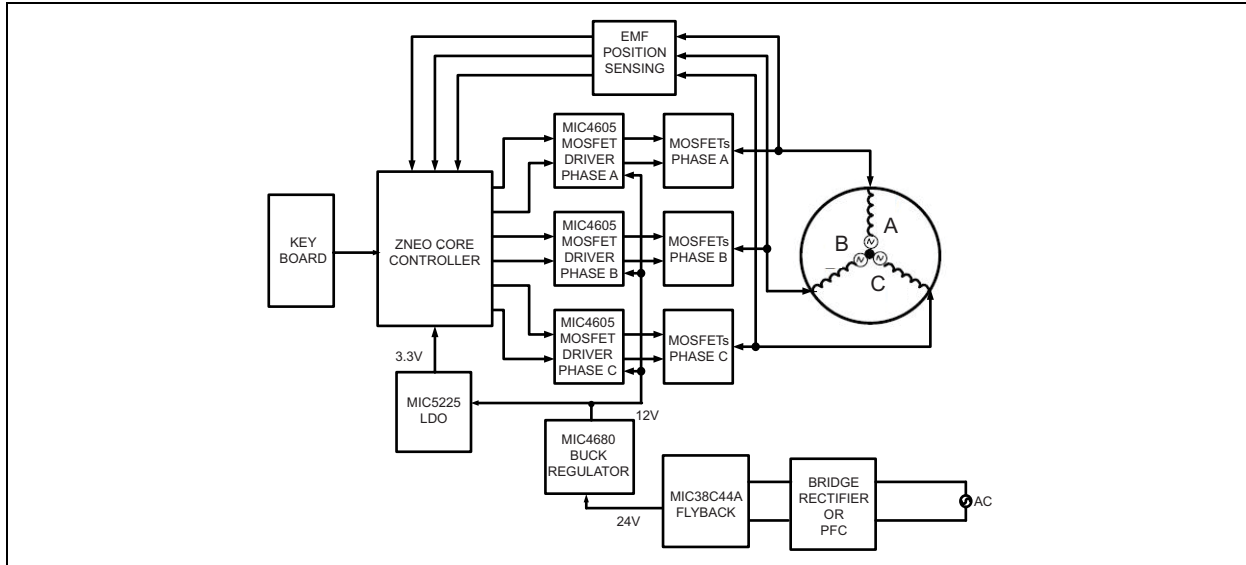 EMF
POSITION
SENSING
MIC4605
MOSFET
DRIVER
PHASE A
MOSFETs
PHASE A
KEY
BOARD
ZNEO CORE
CONTROLLER
MIC4605
MOSFET
DRIVER
PHASE B
MOSFETs
PHASE B
A
B
C
MIC4605
MOSFET
DRIVER
PHASE C
MOSFETs
PHASE C
3.3V
MIC5225
LDO
12V
MIC4680
BUCK
REGULATOR
24V
MIC38C44A
FLYBACK
BRIDGE
RECTIFIER
OR
PFC
AC